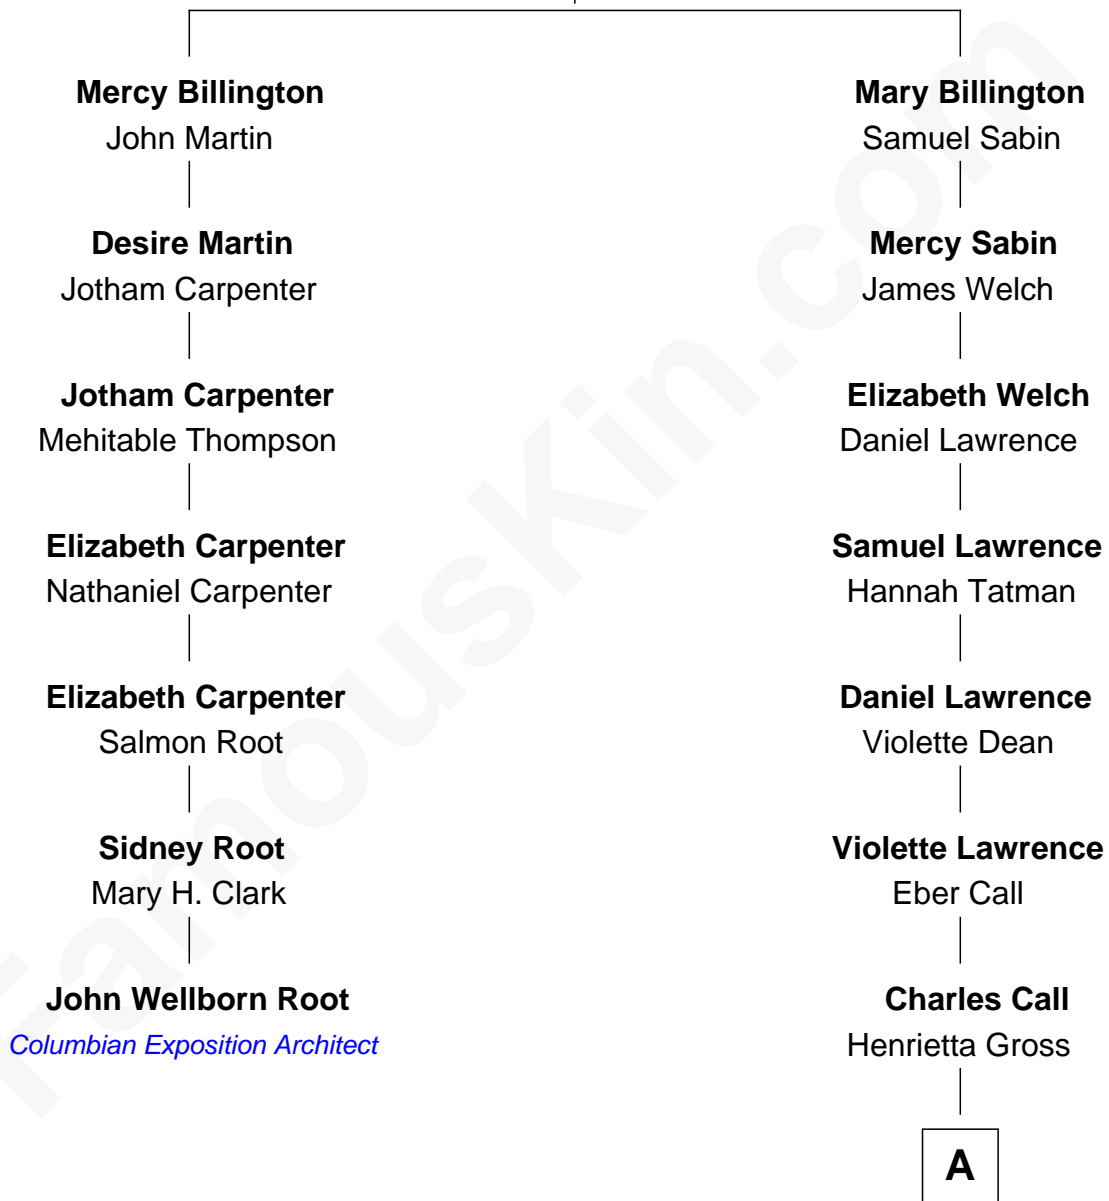 Mercy Billington
John Martin
Mary Billington
Samuel Sabin
Desire Martin
Jotham Carpenter
Mercy Sabin
James Welch
Jotham Carpenter
Mehitable Thompson
Elizabeth Welch
Daniel Lawrence
Elizabeth Carpenter
Nathaniel Carpenter
Samuel Lawrence
Hannah Tatman
Elizabeth Carpenter
Salmon Root
Daniel Lawrence
Violette Dean
Sidney Root
Mary H. Clark
Violette Lawrence
Eber Call
John Wellborn Root
Columbian Exposition Architect
Charles Call
Henrietta Gross
A
FamousKin.com